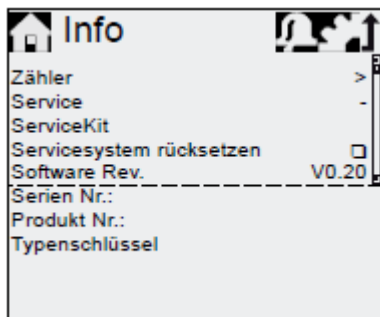 Info
Zähler >
Service -
ServiceKit
Servicesystem rücksetzen
Software Rev. V0.20
Serien Nr.:
Produkt Nr.:
Typenschlüssel